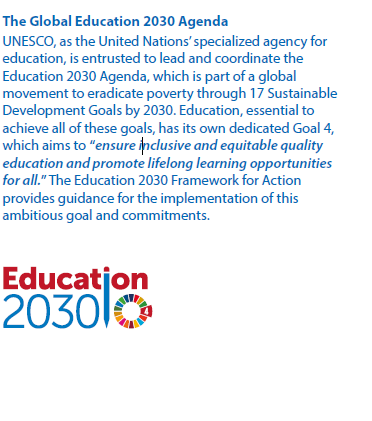 The Global Education 2030 Agenda
UNESCO, as the United Nations’ specialized agency for
education, is entrusted to lead and coordinate the
Education 2030 Agenda, which is part of a global
movement to eradicate poverty through 17 Sustainable
Development Goals by 2030. Education, essential to
achieve all of these goals, has its own dedicated Goal 4,
which aims to “ensure inclusive and equitable quality
education and promote lifelong learning opportunities
for all.” The Education 2030 Framework for Action
provides guidance for the implementation of this
ambitious goal and commitments.
Education
2030
4